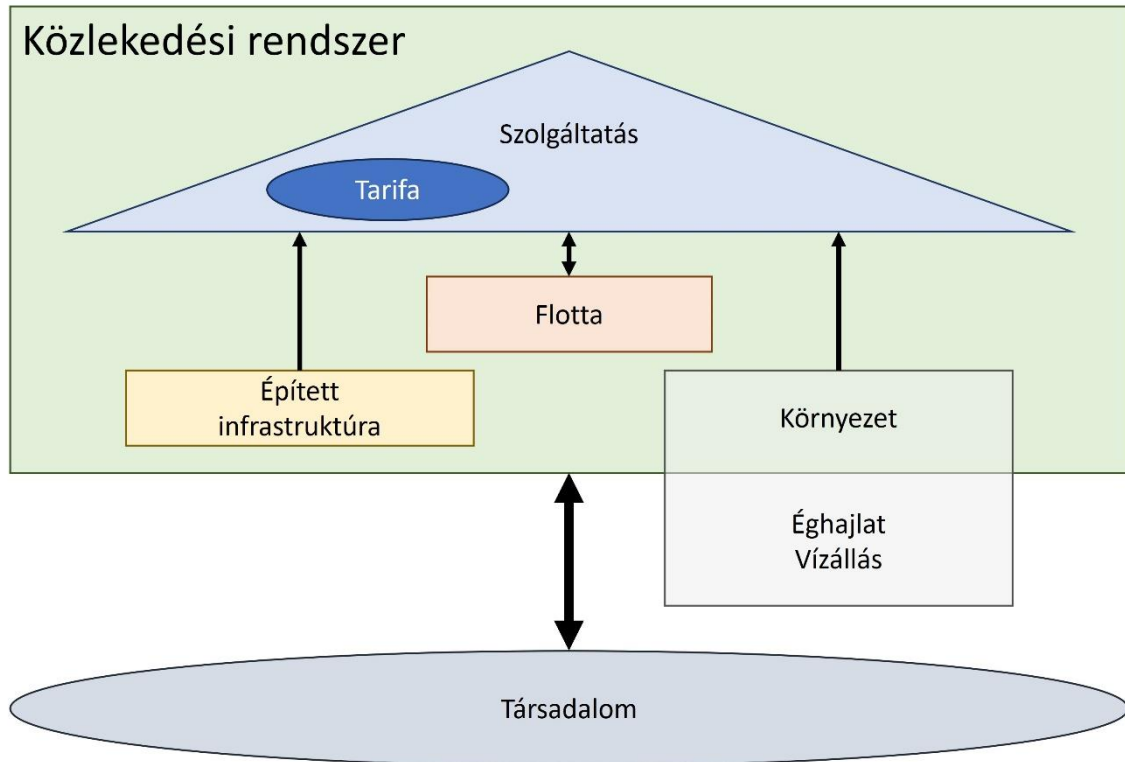 Közlekedési rendszer
Szolgáltatás
Tarifa
Flotta
Épített
infrastruktúra
Környezet
Éghajlat
Vízállás
Társadalom